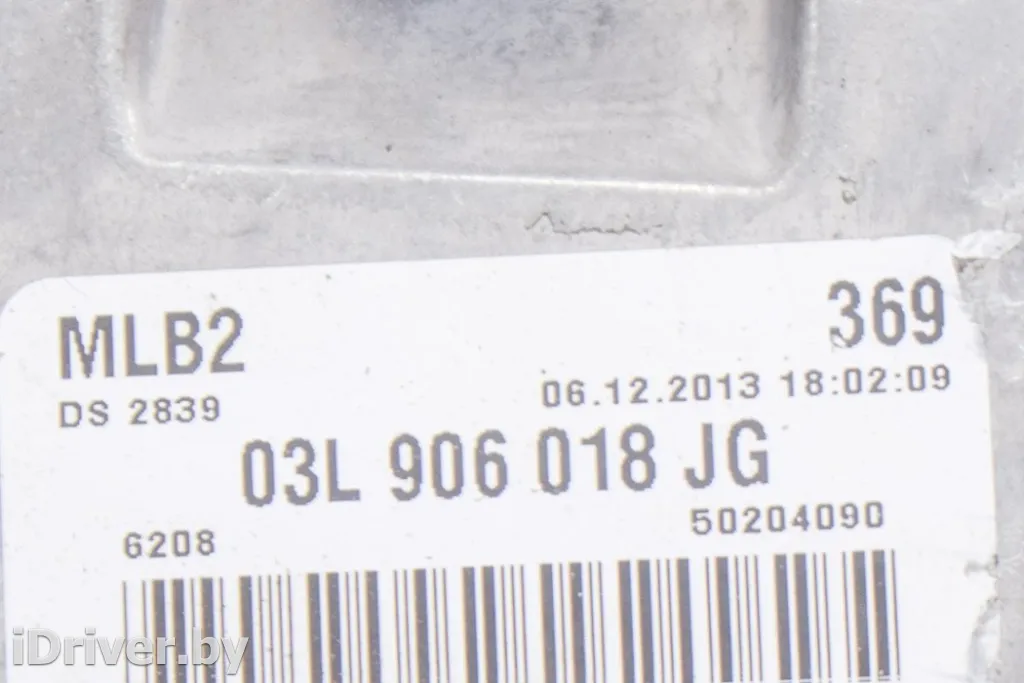 MLB2 369
DS 2839 06.12.2013 18:02:09
03L 906 018 JG
6208 50204090
iDriver.by